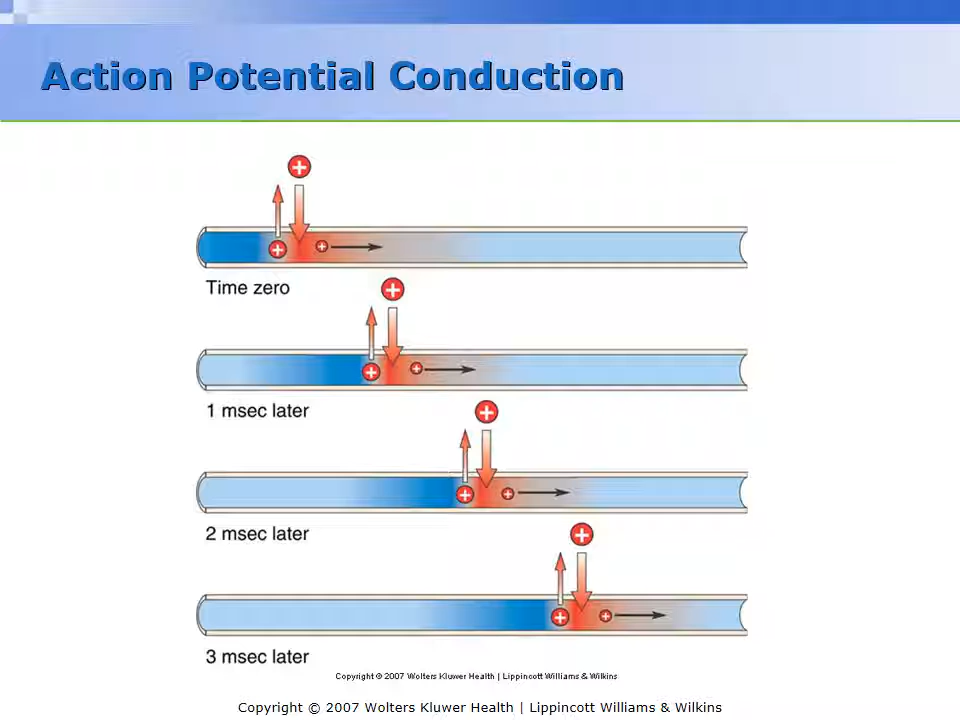 Action Potential Conduction
Time zero
1 msec later
2 msec later
3 msec later
Copyright © 2007 Wolters Kluwer Health | Lippincott Williams & Wilkins
Copyright © 2007 Wolters Kluwer Health | Lippincott Williams & Wilkins